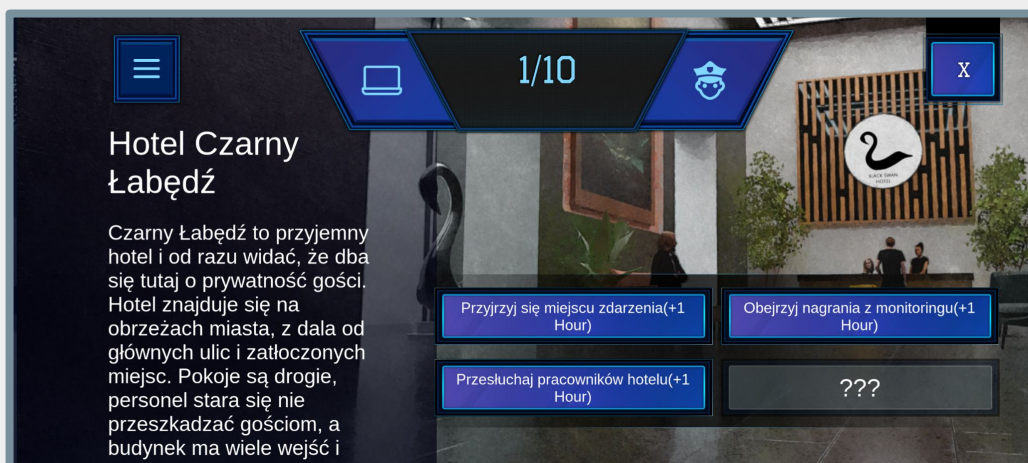 1/10
X
Hotel Czarny
Łabędź
BLACK SWAN
HOTEL
Czarny Łabędź to przyjemny
hotel i od razu widać, że dba
się tutaj o prywatność gości.
Hotel znajduje się na
obrzeżach miasta, z dala od
głównych ulic i zatłoczonych
miejsc. Pokoje są drogie,
personel stara się nie
przeszkadzać gościom, a
budynek ma wiele wejść i
Przyjrzyj się miejscu zdarzenia(+1
Hour)
Obejrzyj nagrania z monitoringu(+1
Hour)
Przesłuchaj pracowników hotelu(+1
Hour)
???